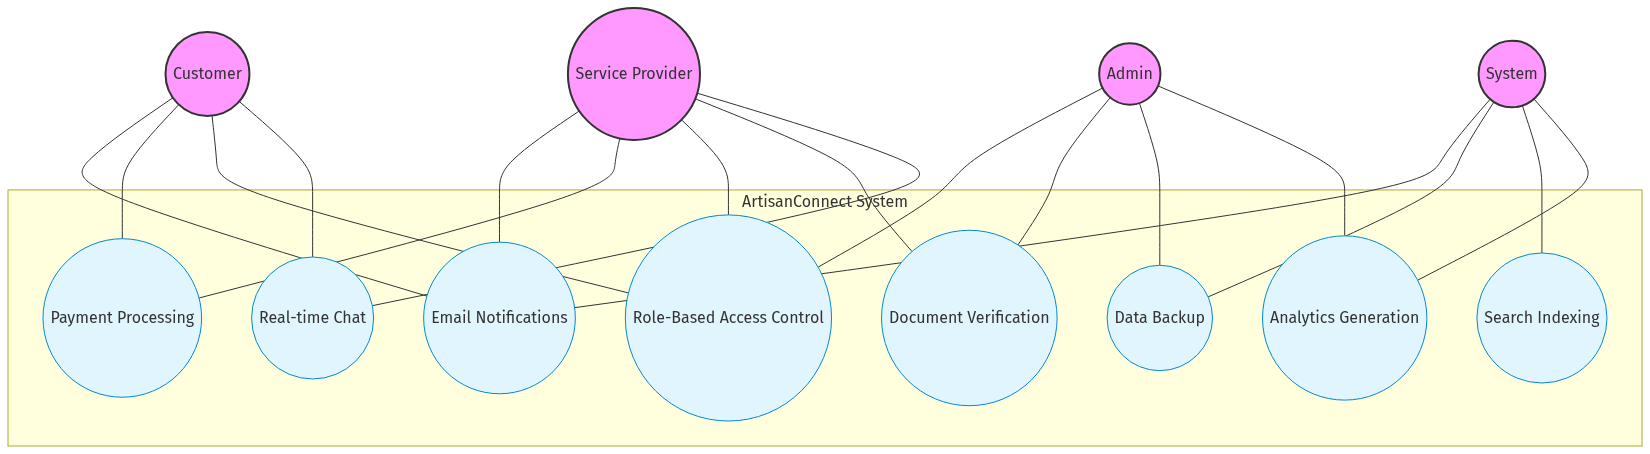 Customer
Service Provider
Admin
System
ArtisanConnect System
Payment Processing
Real-time Chat
Email Notifications
Role-Based Access Control
Document Verification
Data Backup
Analytics Generation
Search Indexing